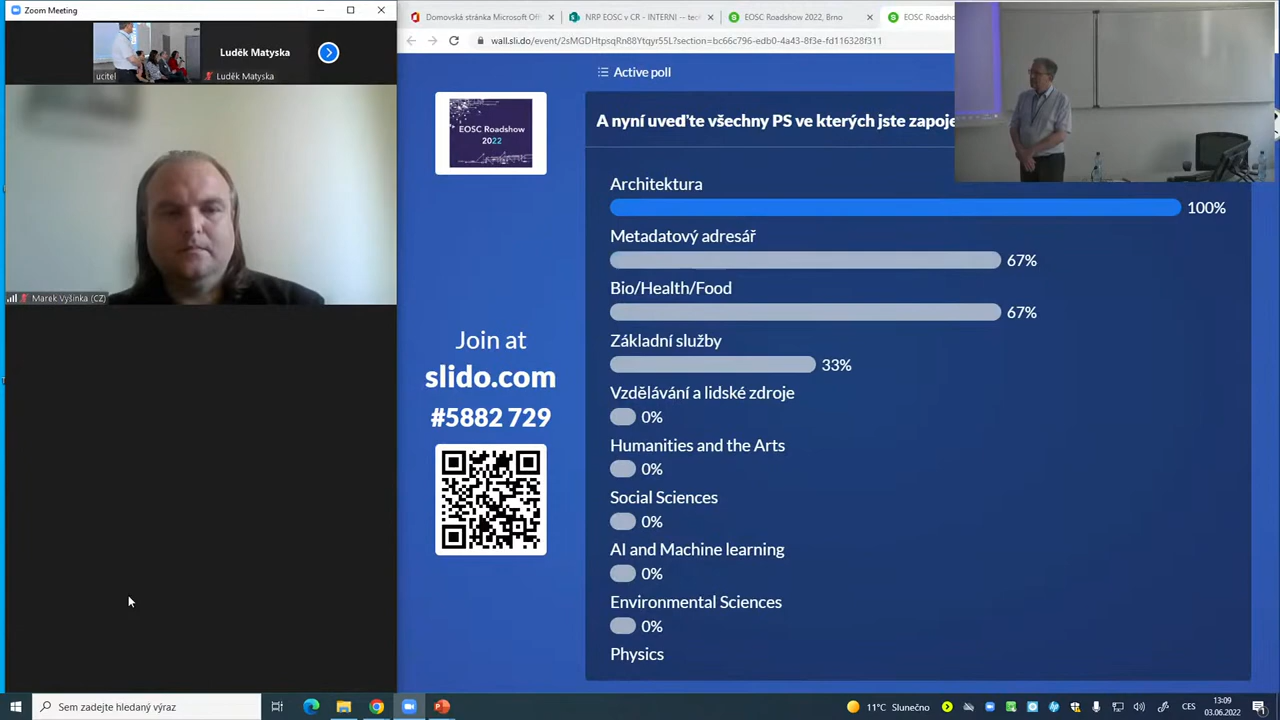 Zoom Meeting
ucitel
Luděk Matyska
Luděk Matyska
Marek Vyšinka (CZ)
Domovská stránka Microsoft Off
NRP EOSC v CR - INTERNI — tec
EOSC Roadshow 2022, Brno
EOSC Roadsho
wall.sli.do/event/2sMGDHtpsqRn88Ytqyr55L?section=bc66c796-edb0-4a43-8f3e-fd116328f311
EOSC Roadshow
2022
Join at
slido.com
#5882 729
Active poll
A nyní uveďte všechny PS ve kterých jste zapoje
Architektura
100%
Metadatový adresář
67%
Bio/Health/Food
67%
Základní služby
33%
Vzdělávání a lidské zdroje
0%
Humanities and the Arts
0%
Social Sciences
0%
AI and Machine learning
0%
Environmental Sciences
0%
Physics
Sem zadejte hledaný výraz
11°C Slunečno
CES
13:09
03.06.2022